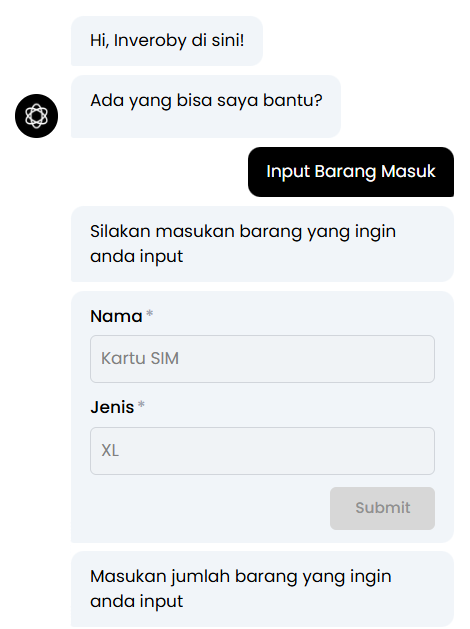 Hi, Inveroby di sini!
Ada yang bisa saya bantu?
Input Barang Masuk
Silakan masukan barang yang ingin
anda input
Nama *
Kartu SIM
Jenis *
XL
Submit
Masukan jumlah barang yang ingin
anda input